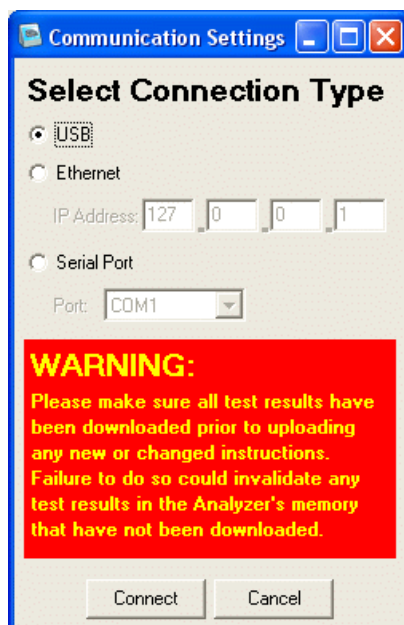 Communication Settings
Select Connection Type
USB
Ethernet
IP Address: 127 . 0 . 0 . 1
Serial Port
Port: COM1
WARNING:
Please make sure all test results have
been downloaded prior to uploading
any new or changed instructions.
Failure to do so could invalidate any
test results in the Analyzer's memory
that have not been downloaded.
Connect Cancel